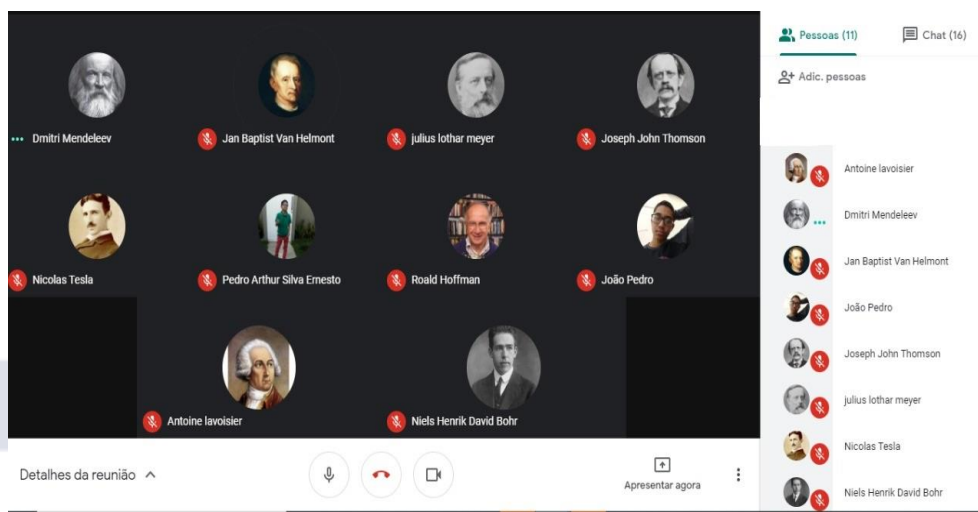 Dmitri Mendeleev
Jan Baptist Van Helmont
julius lothar meyer
Joseph John Thomson
Nicolas Tesla
Pedro Arthur Silva Ernesto
Roald Hoffman
João Pedro
Antoine lavoisier
Niels Henrik David Bohr
Detalhes da reunião
Apresentar agora
Pessoas (11)
Chat (16)
Adic. pessoas
Antoine lavoisier
Dmitri Mendeleev
Jan Baptist Van Helmont
João Pedro
Joseph John Thomson
julius lothar meyer
Nicolas Tesla
Niels Henrik David Bohr